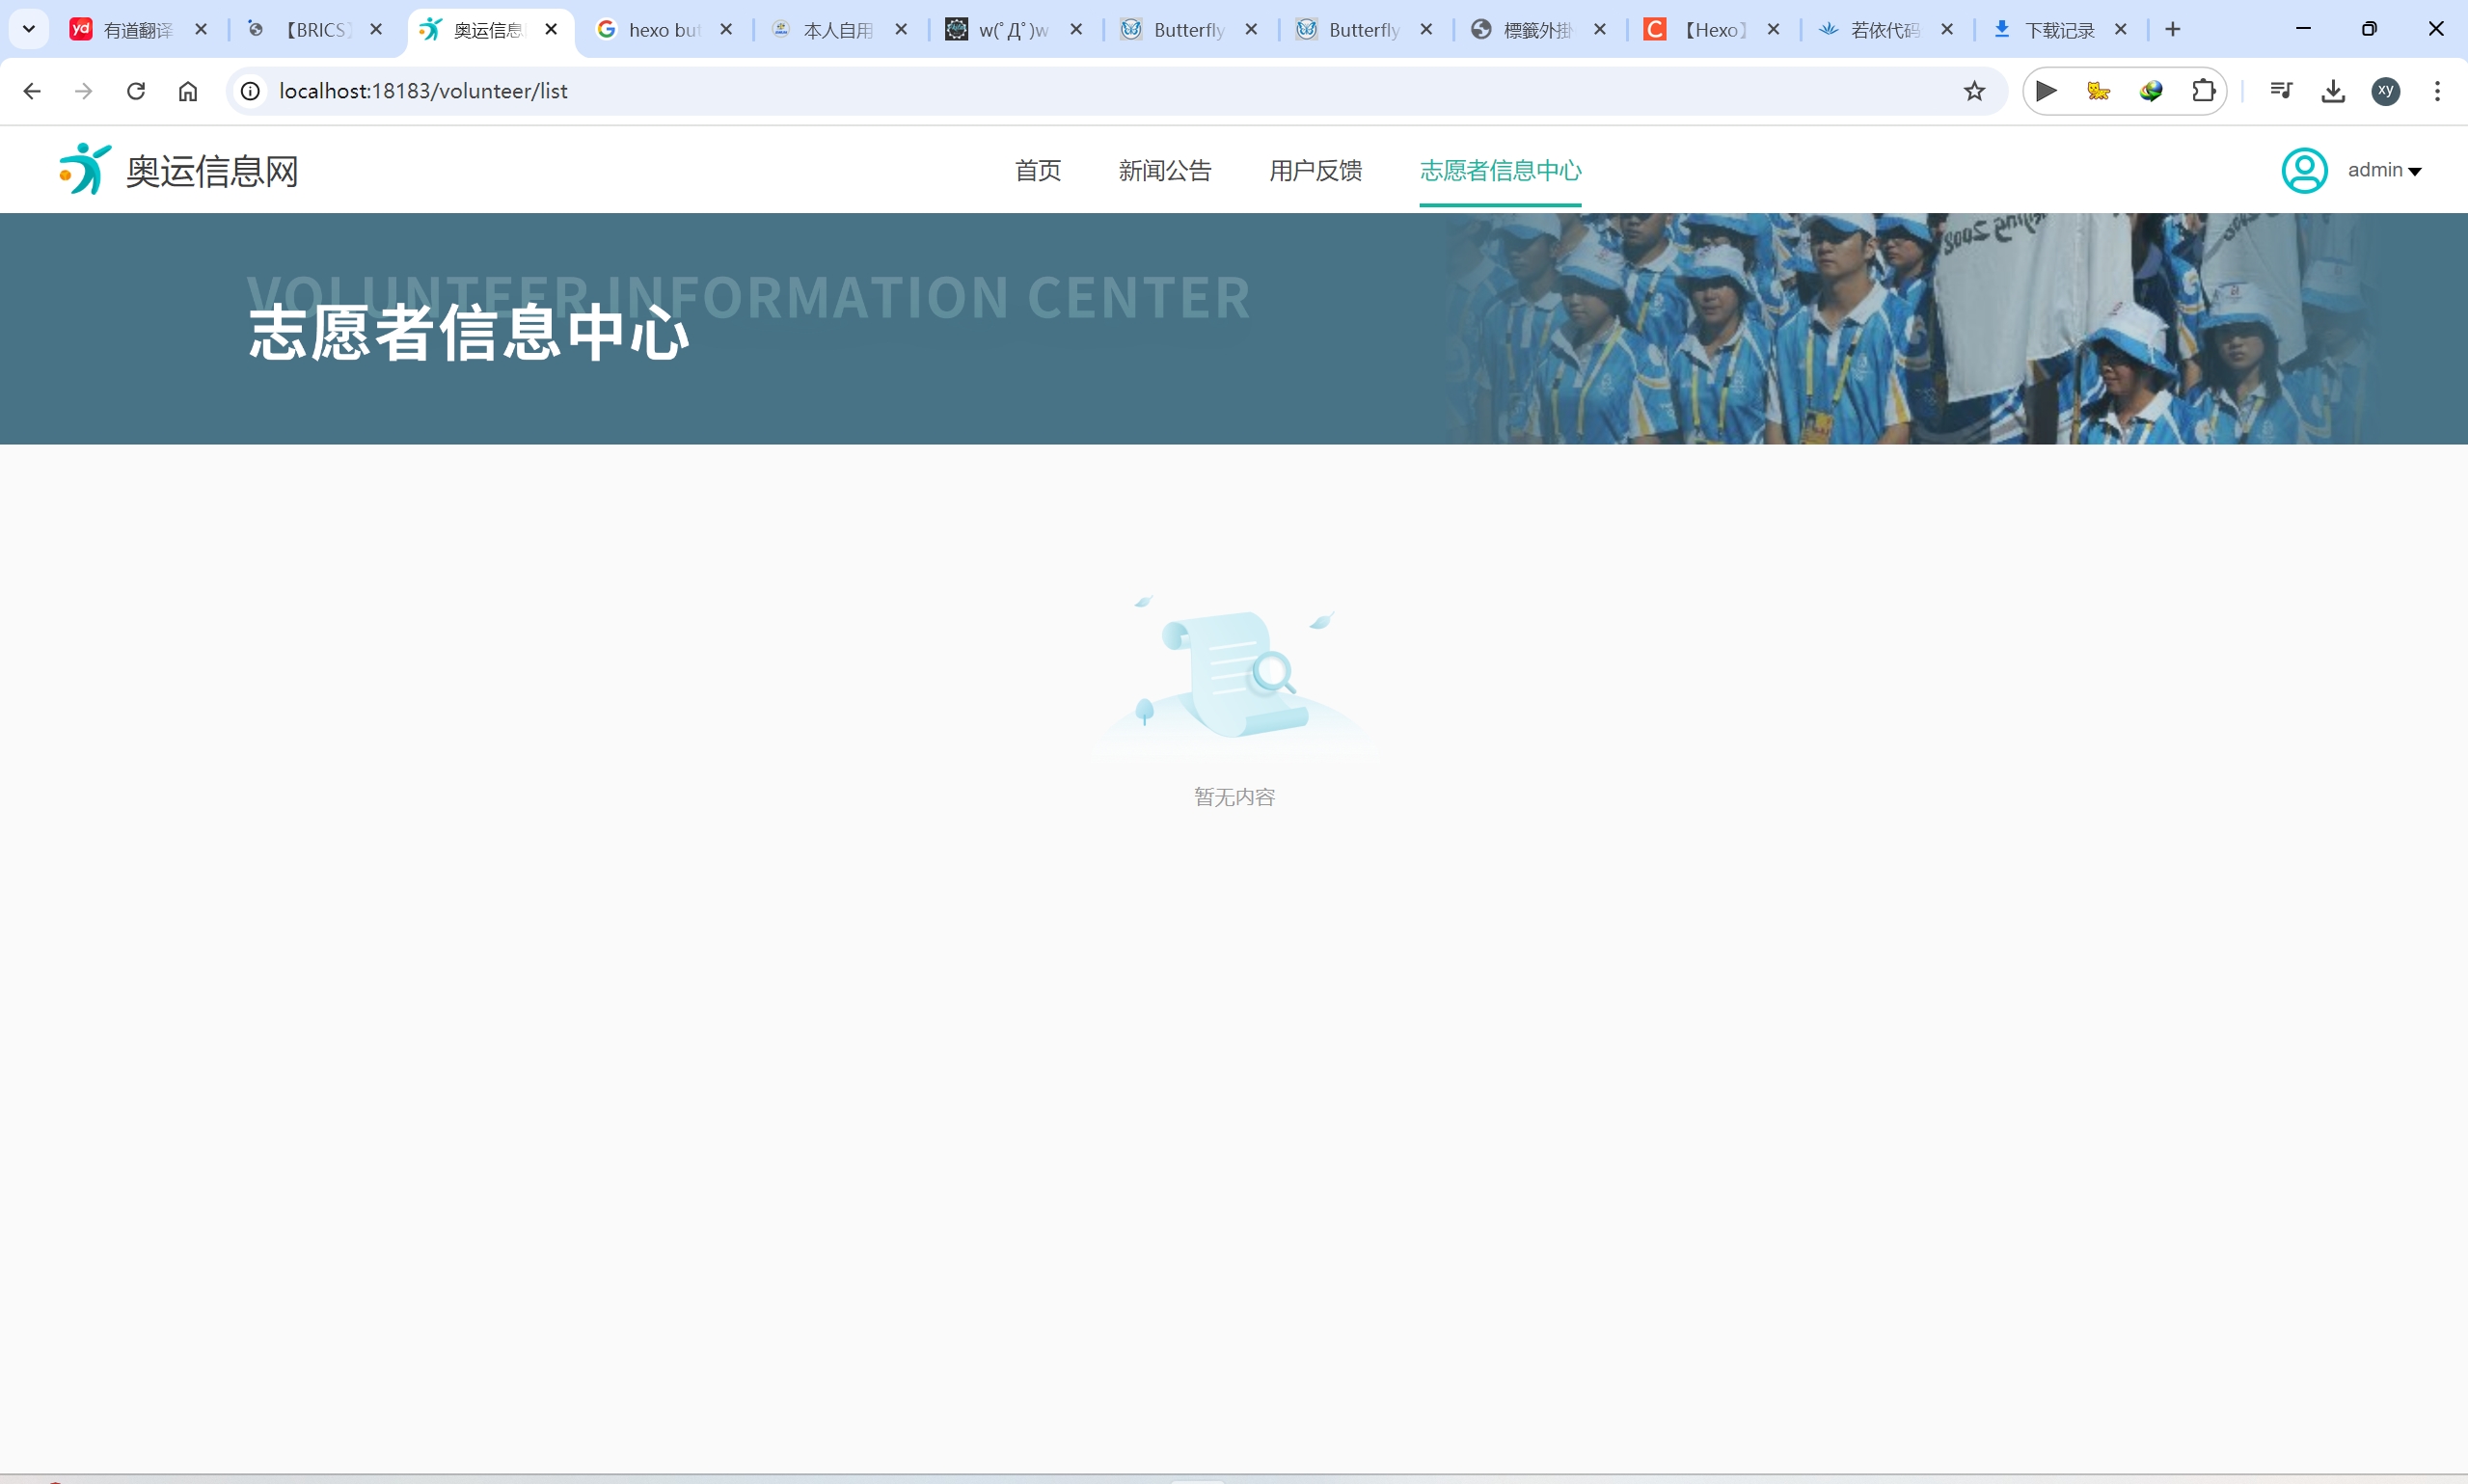 有道翻译
【BRICS】
奥运信息
hexo but
本人自用
w(ﾟДﾟ)w
Butterfly
Butterfly
標籤外掛
【Hexo】
若依代码
下载记录
localhost:18183/volunteer/list
xy
奥运信息网
首页
新闻公告
用户反馈
志愿者信息中心
admin
VOLUNTEER INFORMATION CENTER
志愿者信息中心
暂无内容